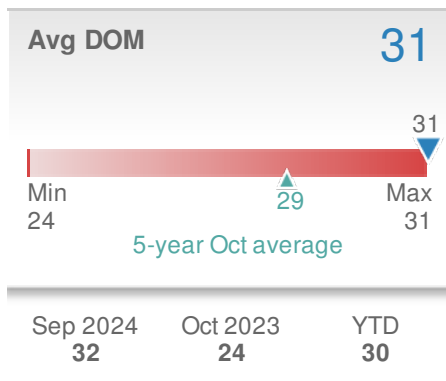 Avg DOM 31
31
Min Max
24 29 31
5-year Oct average
Sep 2024 Oct 2023 YTD
32 24 30